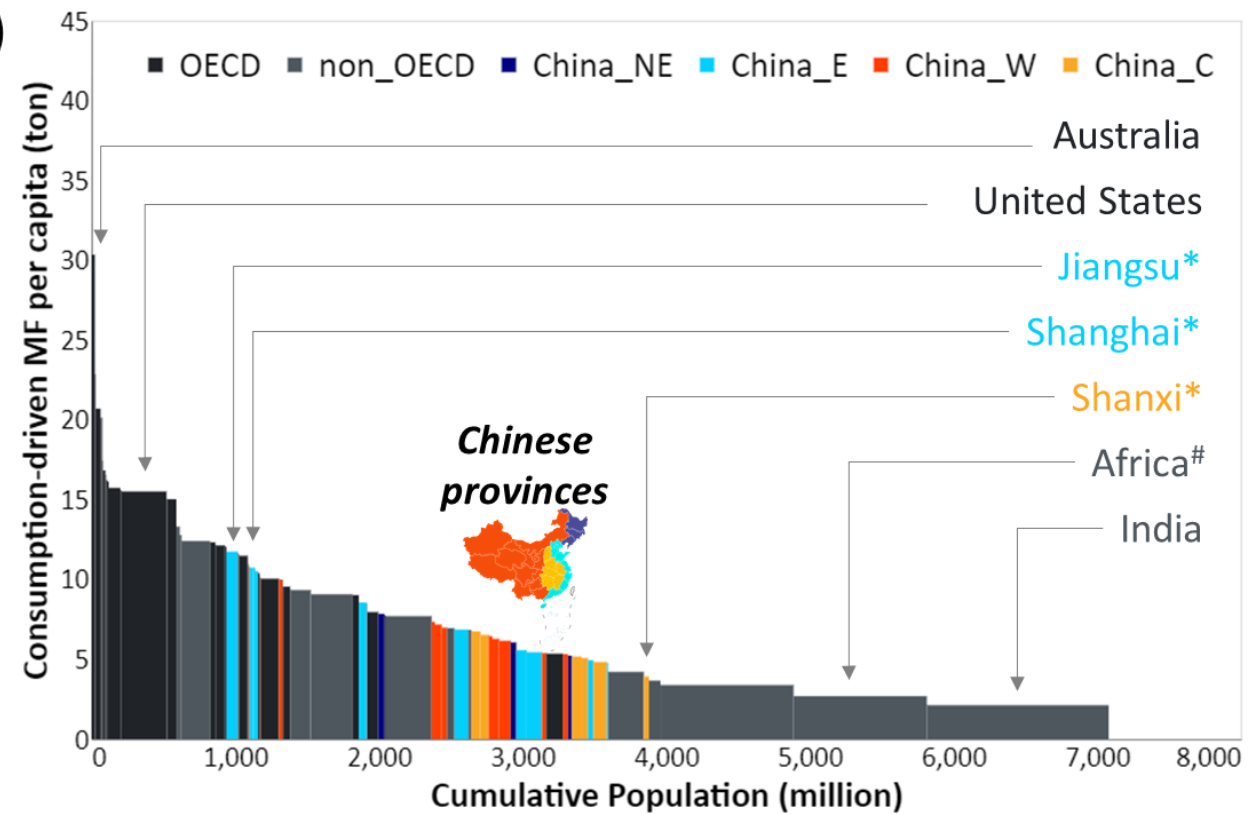 )
45
40
35
30
25
20
15
10
5
0
Consumption-driven MF per capita (ton)
OECD non_OECD China_NE China_E China_W China_C
Australia
United States
Jiangsu*
Shanghai*
Shanxi*
Africa#
India
Chinese
provinces
0 1,000 2,000 3,000 4,000 5,000 6,000 7,000 8,000
Cumulative Population (million)